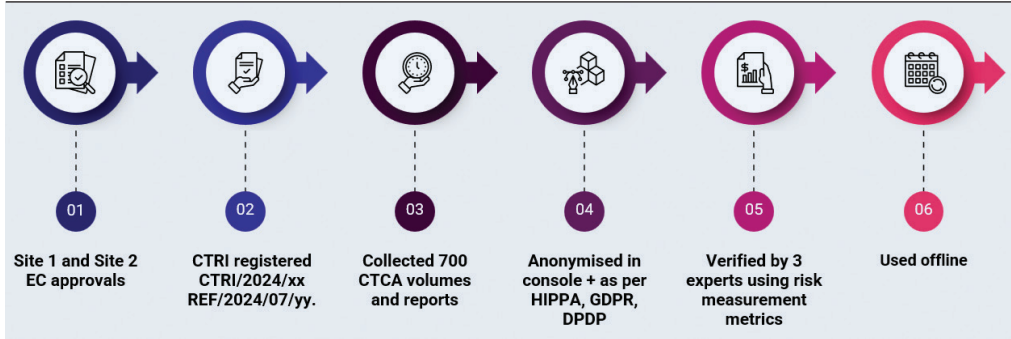 01
Site 1 and Site 2
EC approvals
02
CTRI registered
CTRI/2024/xx
REF/2024/07/yy.
03
Collected 700
CTCA volumes
and reports
04
Anonymised in
console + as per
HIPPA, GDPR,
DPDP
$
05
Verified by 3
experts using risk
measurement
metrics
06
Used offline